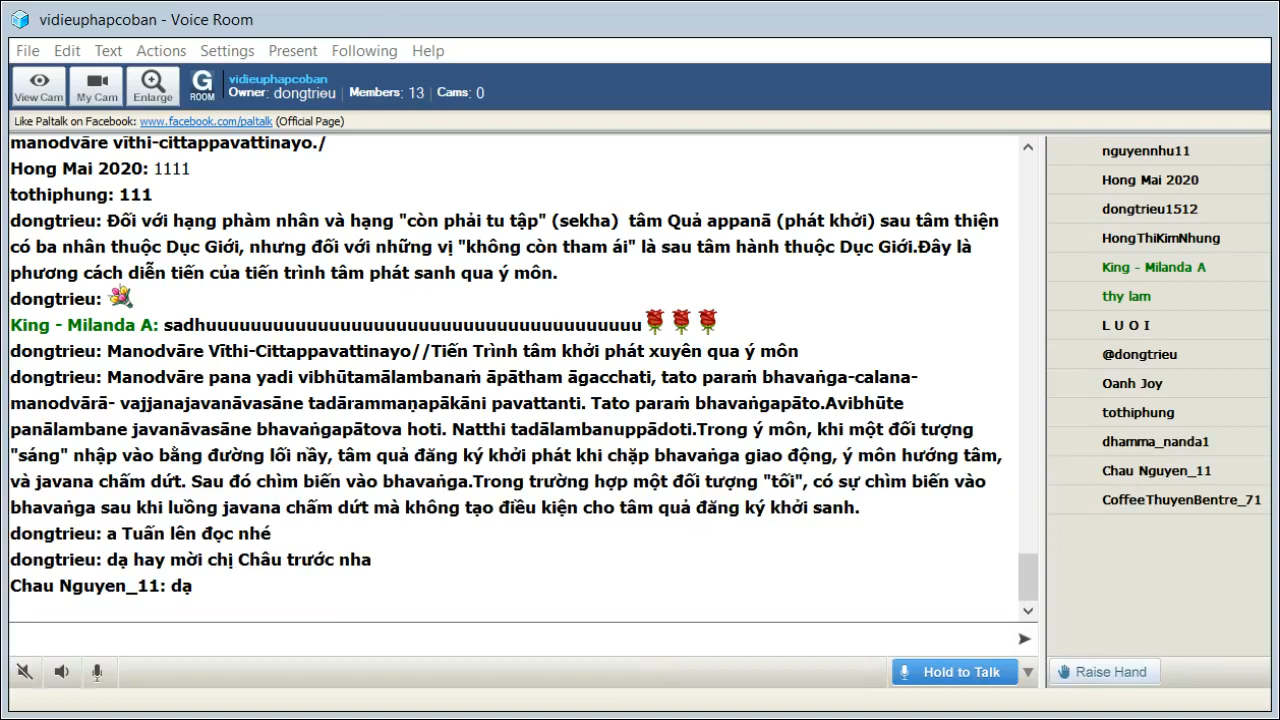 vidieuphapcoban - Voice Room
File Edit Text Actions Settings Present Following Help
View Cam My Cam Enlarge G ROOM
vidieuphapcoban
Owner: dongtrieu | Members: 13 | Cams: 0
Like Paltalk on Facebook: www.facebook.com/paltalk (Official Page)
manodvāre vīthi-cittappavattinayo./
Hong Mai 2020: 1111
tothiphung: 111
dongtrieu: Đối với hạng phàm nhân và hạng "còn phải tu tập" (sekha)  tâm Quả appanā (phát khởi) sau tâm thiện
có ba nhân thuộc Dục Giới, nhưng đối với những vị "không còn tham ái" là sau tâm hành thuộc Dục Giới.Đây là
phương cách diễn tiến của tiến trình tâm phát sanh qua ý môn.
dongtrieu:
King - Milanda A: sadhuuuuuuuuuuuuuuuuuuuuuuuuuuuuuuuuuuuuuuu
dongtrieu: Manodvāre Vīthi-Cittappavattinayo//Tiến Trình tâm khởi phát xuyên qua ý môn
dongtrieu: Manodvāre pana yadi vibhūtamālambanaṁ āpātham āgacchati, tato paraṁ bhavaṅga-calana-
manodvārā- vajjanajavanāvasāne tadārammaṇapākāni pavattanti. Tato paraṁ bhavaṅgapāto.Avibhūte
panālambane javanāvasāne bhavaṅgapātova hoti. Natthi tadālambanuppādoti.Trong ý môn, khi một đối tượng
"sáng" nhập vào bằng đường lối nầy, tâm quả đăng ký khởi phát khi chặp bhavaṅga giao động, ý môn hướng tâm,
và javana chấm dứt. Sau đó chìm biến vào bhavaṅga.Trong trường hợp một đối tượng "tối", có sự chìm biến vào
bhavaṅga sau khi luồng javana chấm dứt mà không tạo điều kiện cho tâm quả đăng ký khởi sanh.
dongtrieu: a Tuấn lên đọc nhé
dongtrieu: dạ hay mời chị Châu trước nha
Chau Nguyen_11: dạ
nguyennhu11
Hong Mai 2020
dongtrieu1512
HongThiKimNhung
King - Milanda A
thy lam
L U O I
@dongtrieu
Oanh Joy
tothiphung
dhamma_nanda1
Chau Nguyen_11
CoffeeThuyenBentre_71
Hold to Talk
Raise Hand